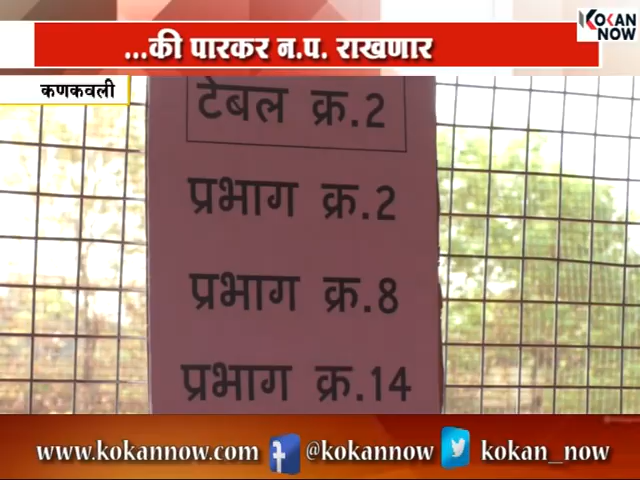 KOKAN
NOW
...की पारकर न.प. राखणार
कणकवली
टेबल क्र.2
प्रभाग क्र.2
प्रभाग क्र.8
प्रभाग क्र.14
www.kokannow.com @kokannow kokan_now